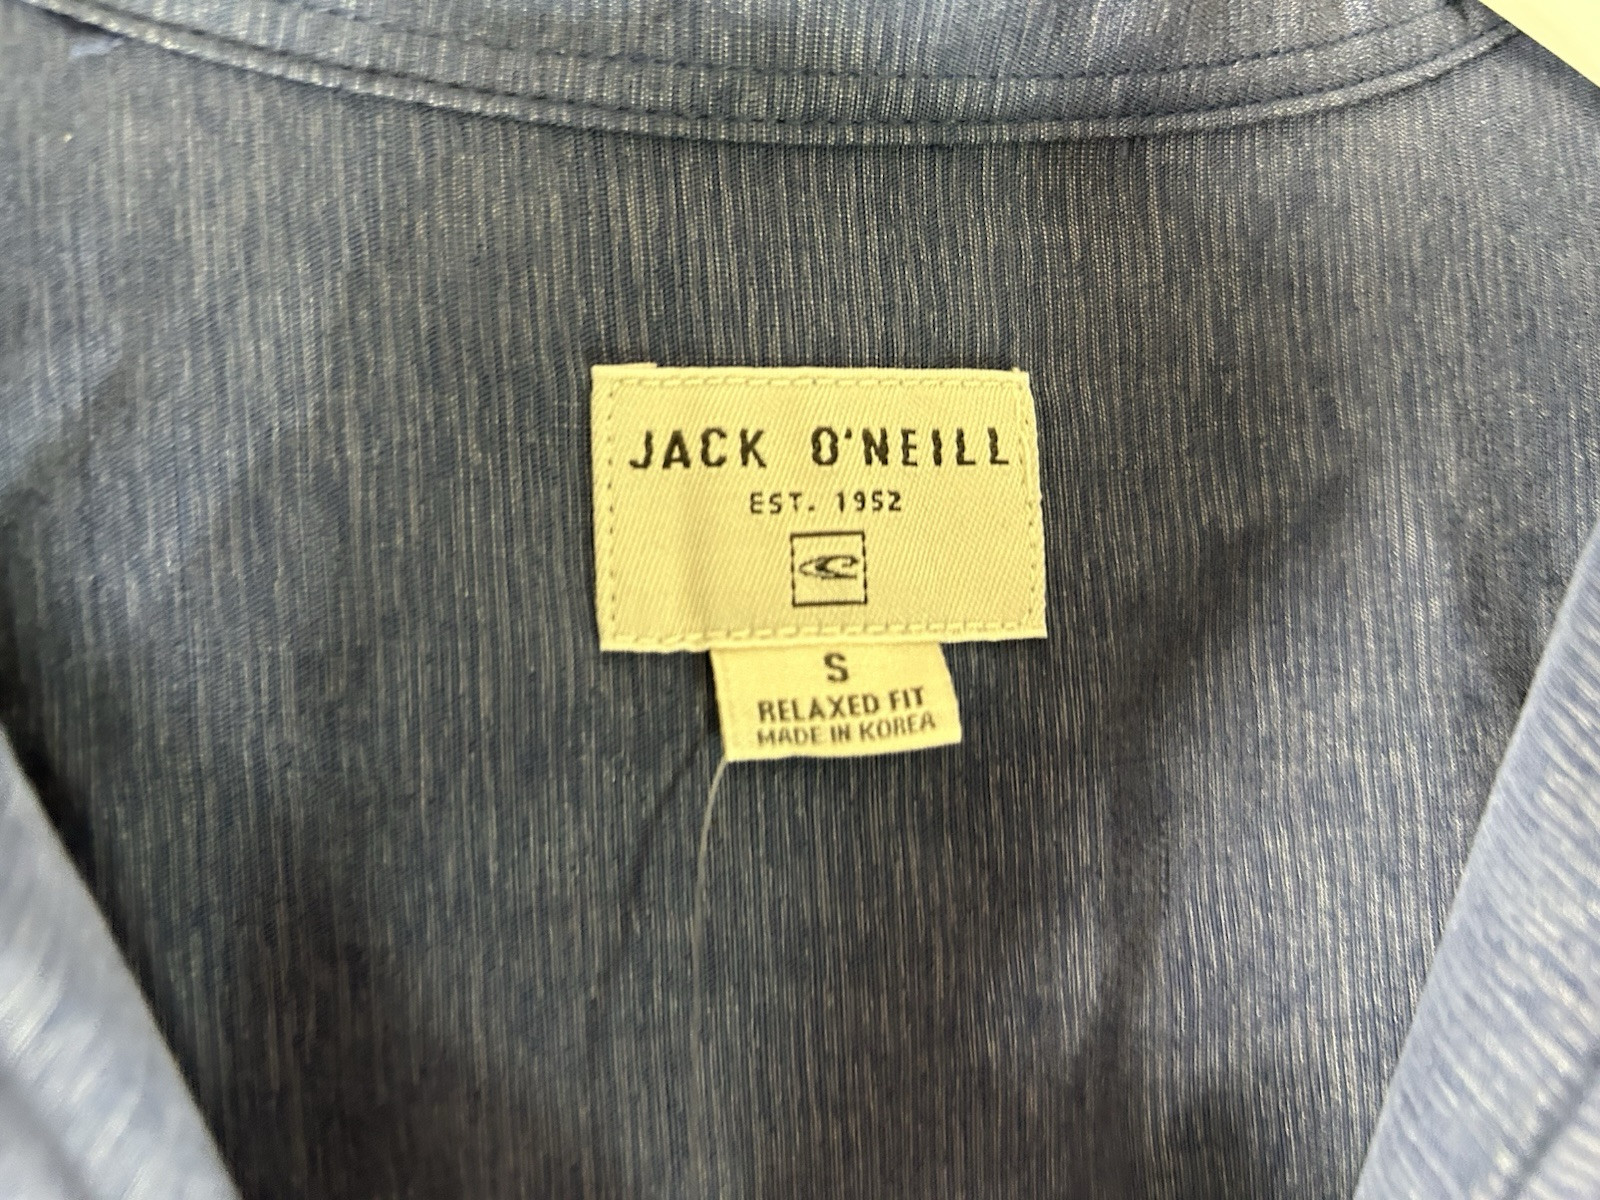 JACK O'NEILL
EST. 1952
S
RELAXED FIT
MADE IN KOREA